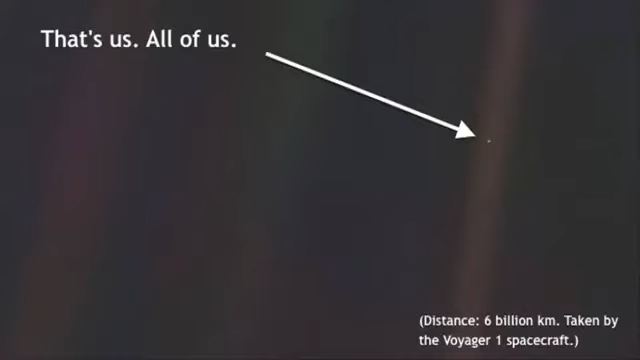 That's us. All of us.
(Distance: 6 billion km. Taken by
the Voyager 1 spacecraft.)